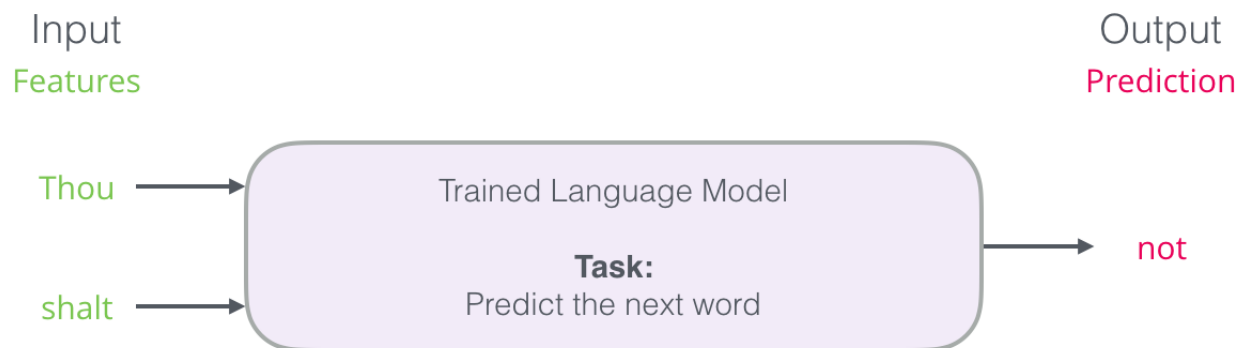 Input
Features
Output
Prediction
Thou
shalt
Trained Language Model
Task:
Predict the next word
not